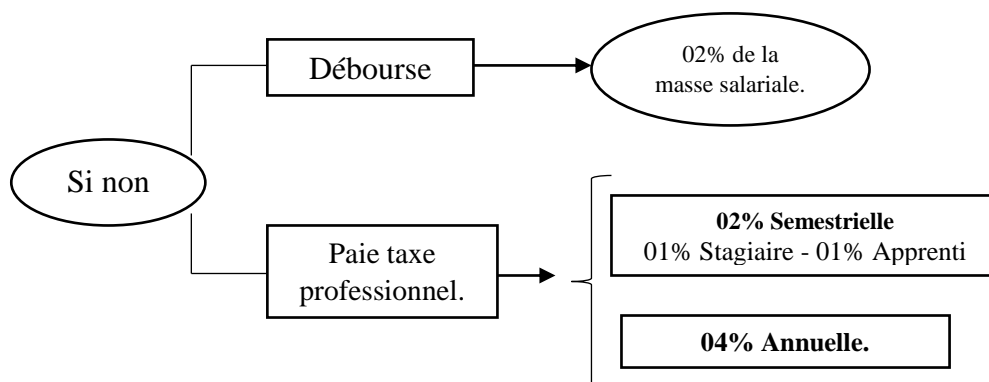 Débourse
02% de la
masse salariale.
Si non
Paie taxe
professionnel.
02% Semestrielle
01% Stagiaire - 01% Apprenti
04% Annuelle.